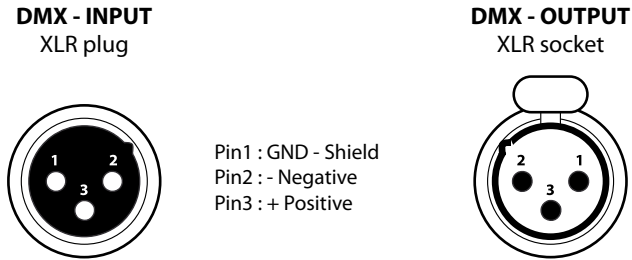 DMX - INPUT
XLR plug
1 2
3
Pin1 : GND - Shield
Pin2 : - Negative
Pin3 : + Positive
DMX - OUTPUT
XLR socket
2 1
3